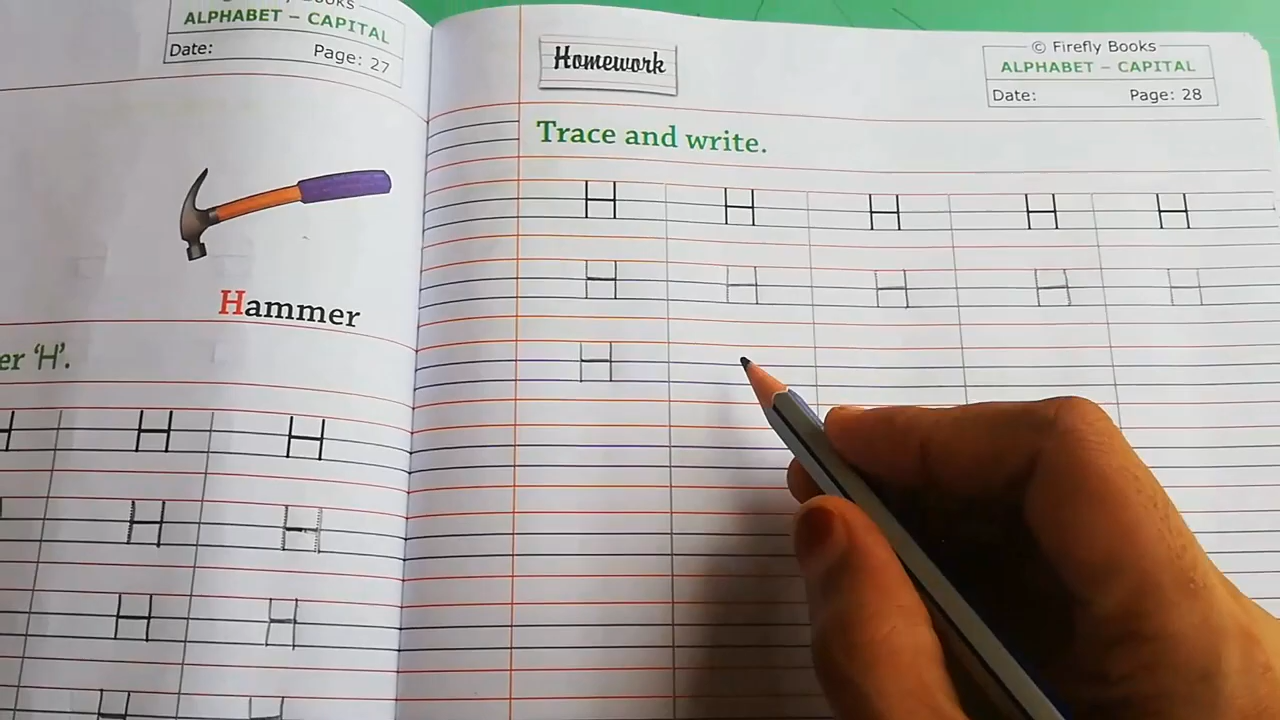 ALPHABET – CAPITAL
Date: Page: 27
Hammer
er ‘H’.
H H
H H
H H
Homework
© Firefly Books
ALPHABET – CAPITAL
Date: Page: 28
Trace and write.
H H H H H
H H H H H
H